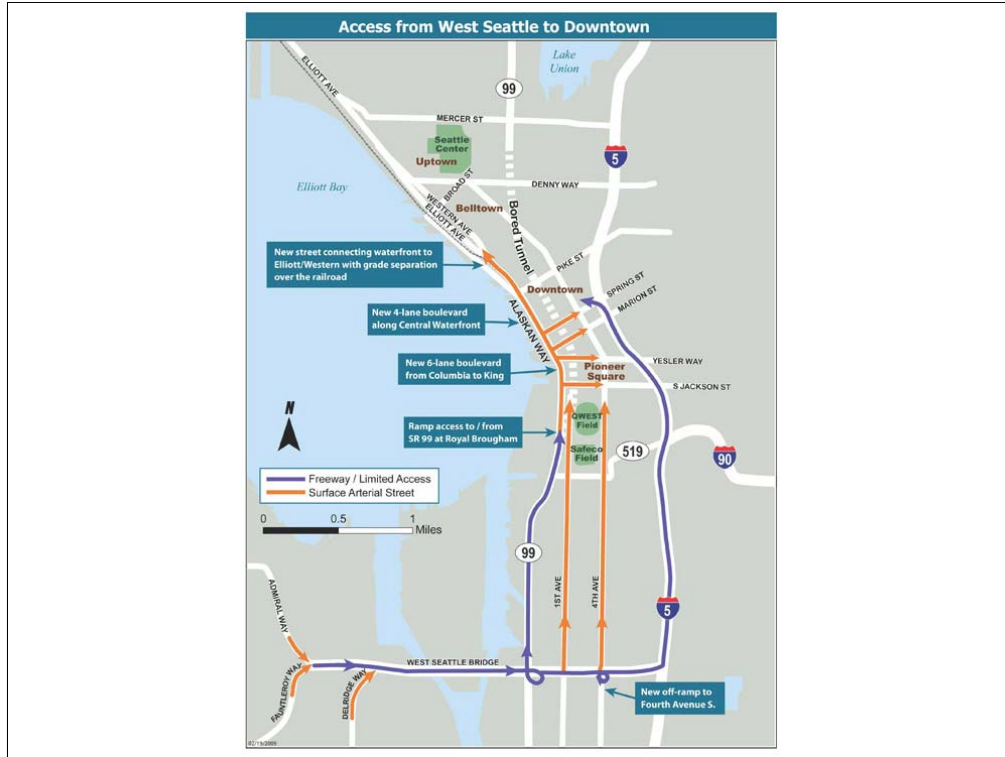 Access from West Seattle to Downtown
Lake
Union
ELLIOTT AVE
99
MERCER ST
Seattle
Center
Uptown
5
Elliott Bay
BROAD ST
DENNY WAY
WESTERN AVE
ELLIOTT AVE
Belltown
Bored Tunnel
New street connecting waterfront to
Elliott/Western with grade separation
over the railroad
PIKE ST
Downtown
SPRING ST
MARION ST
New 4-lane boulevard
along Central Waterfront
ALASKAN WAY
New 6-lane boulevard
from Columbia to King
YESLER WAY
Pioneer
Square
S JACKSON ST
N
Ramp access to / from
SR 99 at Royal Brougham
QWEST
Field
Safeco
Field
519
90
Freeway / Limited Access
Surface Arterial Street
0 0.5 1
Miles
99
1ST AVE
4TH AVE
5
ADMIRAL WAY
WEST SEATTLE BRIDGE
FAUNTLEROY WAY
DELRIDGE WAY
New off-ramp to
Fourth Avenue S.
02/19/2009